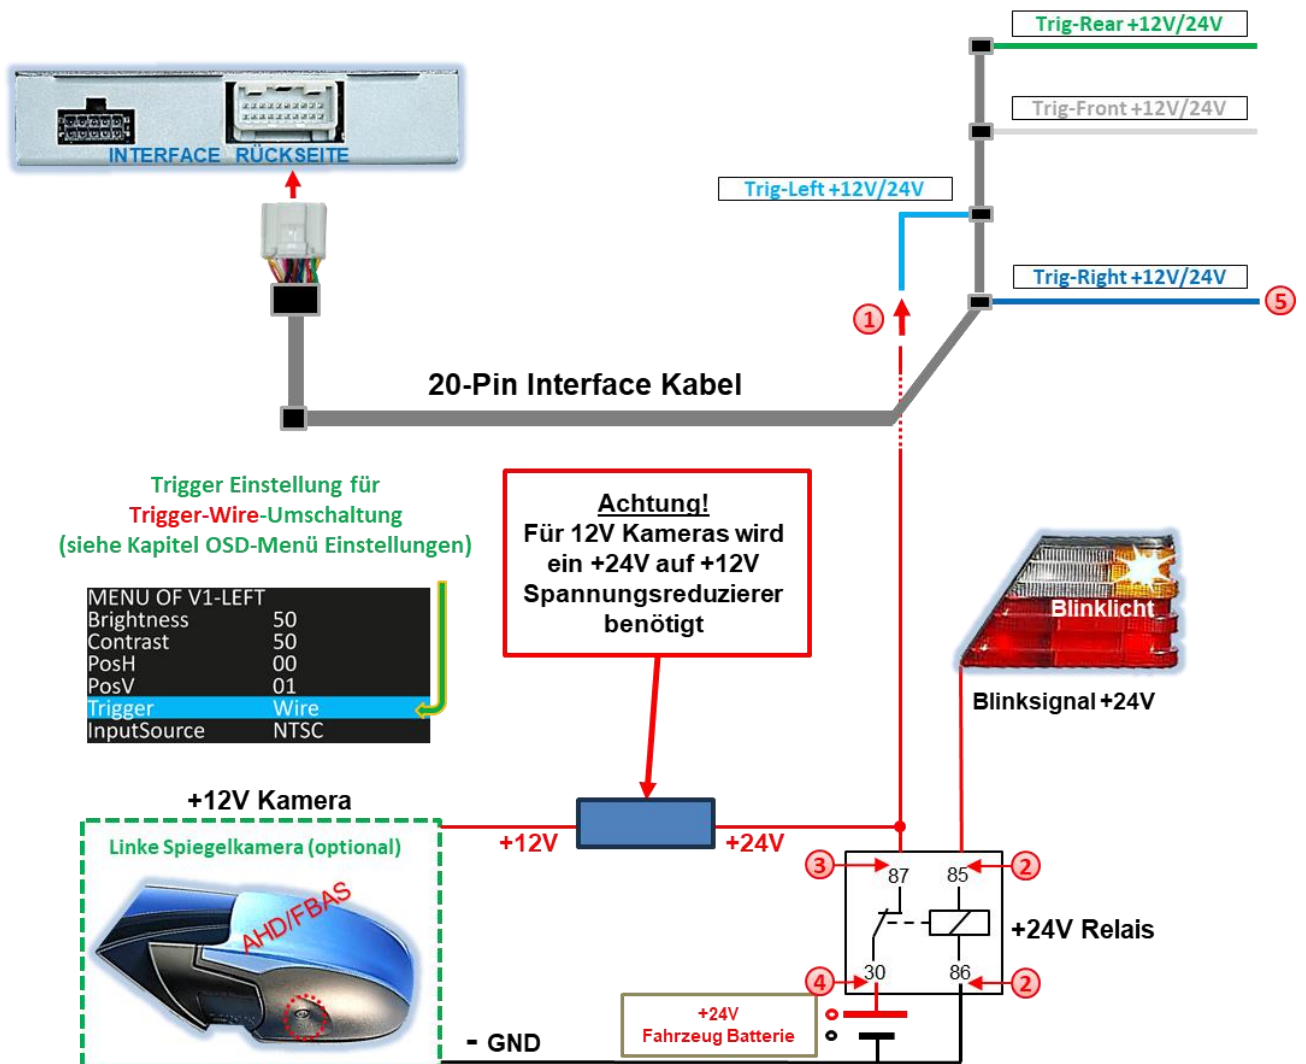 Trig-Rear +12V/24V
INTERFACE RÜCKSEITE
Trig-Front +12V/24V
Trig-Left +12V/24V
Trig-Right +12V/24V
5
1
20-Pin Interface Kabel
Trigger Einstellung für
Trigger-Wire-Umschaltung
(siehe Kapitel OSD-Menü Einstellungen)
Achtung!
Für 12V Kameras wird
ein +24V auf +12V
Spannungsreduzierer
benötigt
MENU OF V1-LEFT
Brightness 50
Contrast 50
PosH 00
PosV 01
Trigger Wire
InputSource NTSC
Blinklicht
Blinksignal +24V
+12V Kamera
Linke Spiegelkamera (optional)
AHD/FBAS
+12V
+24V
3
87
85
2
+24V Relais
4
30
86
2
+24V
Fahrzeug Batterie
- GND